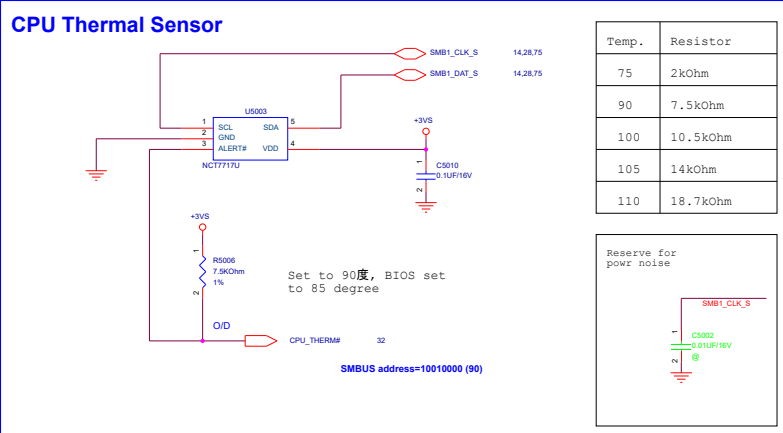 CPU Thermal Sensor
SMB1_CLK_S 14,28,75
SMB1_DAT_S 14,28,75
U5003
1 SCL SDA 5
2 GND
3 ALERT# VDD 4
NCT7717U
+3VS
1
C5010
0.1UF/16V
2
+3VS
1
R5006
7.5KOhm
1%
2
Set to 90度, BIOS set
to 85 degree
O/D
CPU_THERM# 32
SMBUS address=10010000 (90)
Temp. Resistor
75 2kOhm
90 7.5kOhm
100 10.5kOhm
105 14kOhm
110 18.7kOhm
Reserve for
powr noise
SMB1_CLK_S
1
C5002
0.01UF/16V
@
2